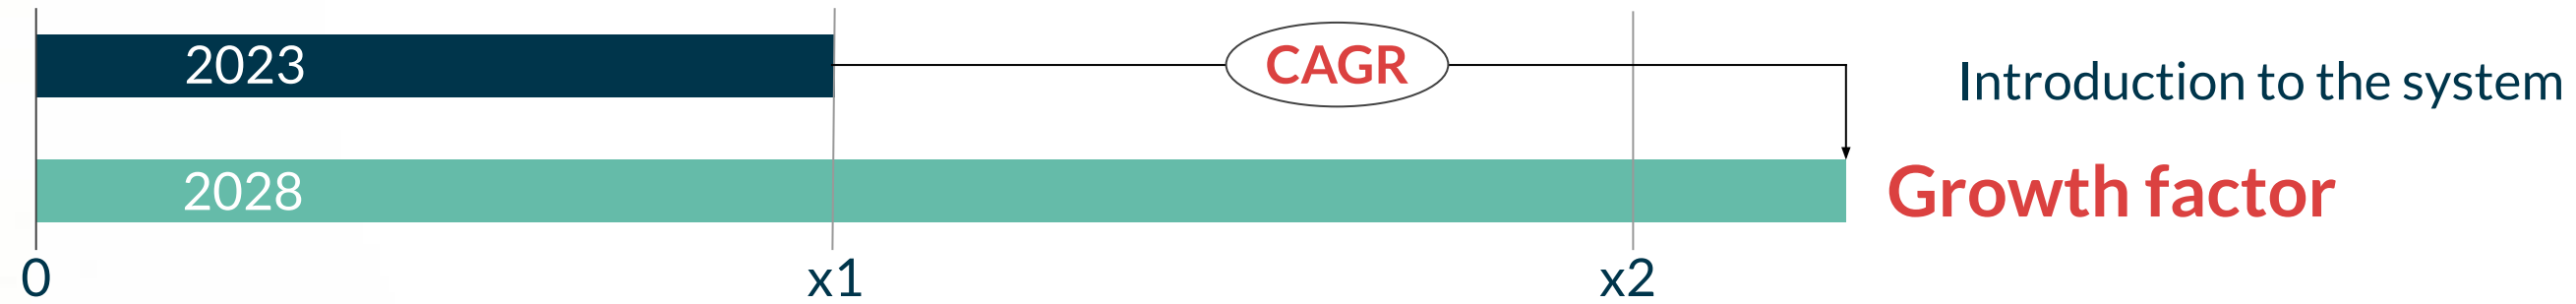 2023
CAGR
Introduction to the system
2028
Growth factor
0
x1
x2